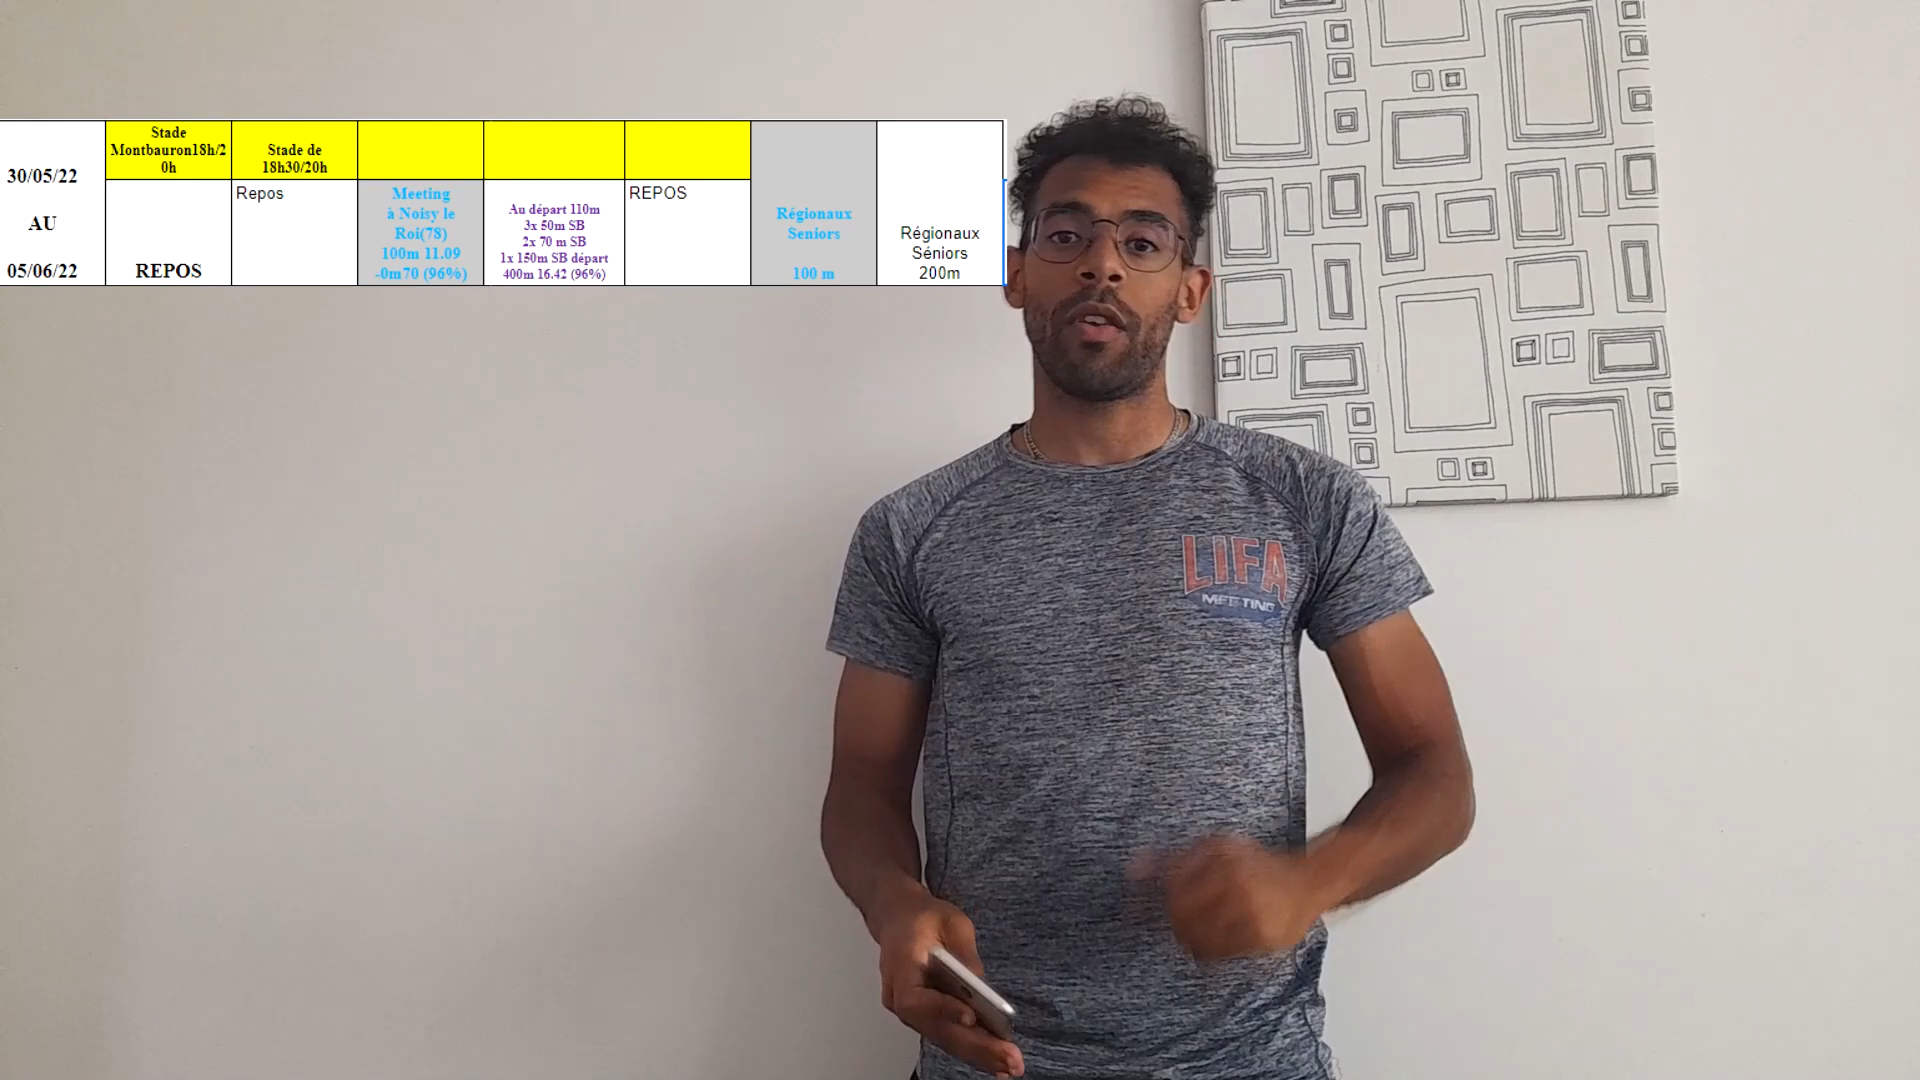 30/05/22
AU
05/06/22
Stade
Montbauron18h/2
0h
REPOS
Stade de
18h30/20h
Repos
Meeting
à Noisy le
Roi(78)
100m 11.09
-0m70 (96%)
Au départ 110m
3x 50m SB
2x 70 m SB
1x 150m SB départ
400m 16.42 (96%)
REPOS
Régionaux
Seniors
100 m
Régionaux
Séniors
200m
LIFA
MEETING